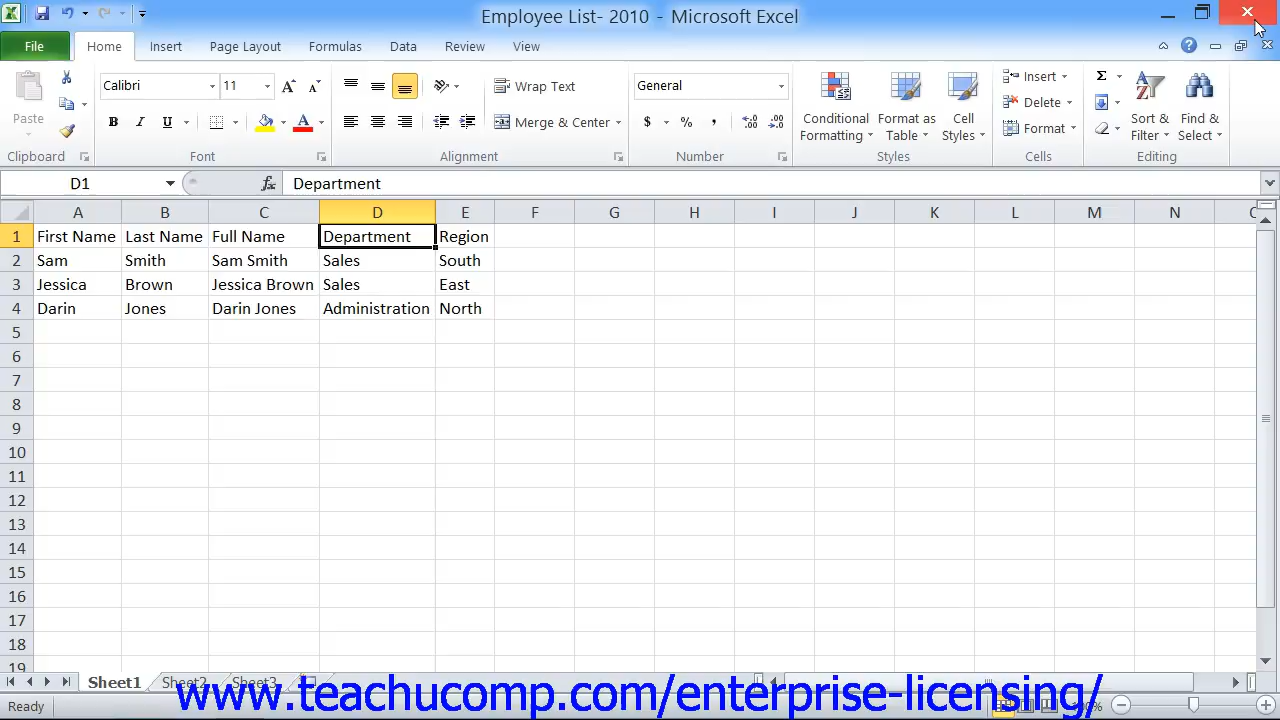 Employee List- 2010 - Microsoft Excel
File Home Insert Page Layout Formulas Data Review View
Calibri 11 Wrap Text General Insert Σ
Paste B I U A Merge & Center $ % , Conditional Formatting Format as Table Cell Styles Delete Format Sort & Filter Find & Select
Clipboard Font Alignment Number Styles Cells Editing
D1 fx Department
A B C D E F G H I J K L M N
1 First Name Last Name Full Name Department Region
2 Sam Smith Sam Smith Sales South
3 Jessica Brown Jessica Brown Sales East
4 Darin Jones Darin Jones Administration North
5
6
7
8
9
10
11
12
13
14
15
16
17
18
19
Sheet1 Sheet2 Sheet3
www.teachucomp.com/enterprise-licensing/
Ready